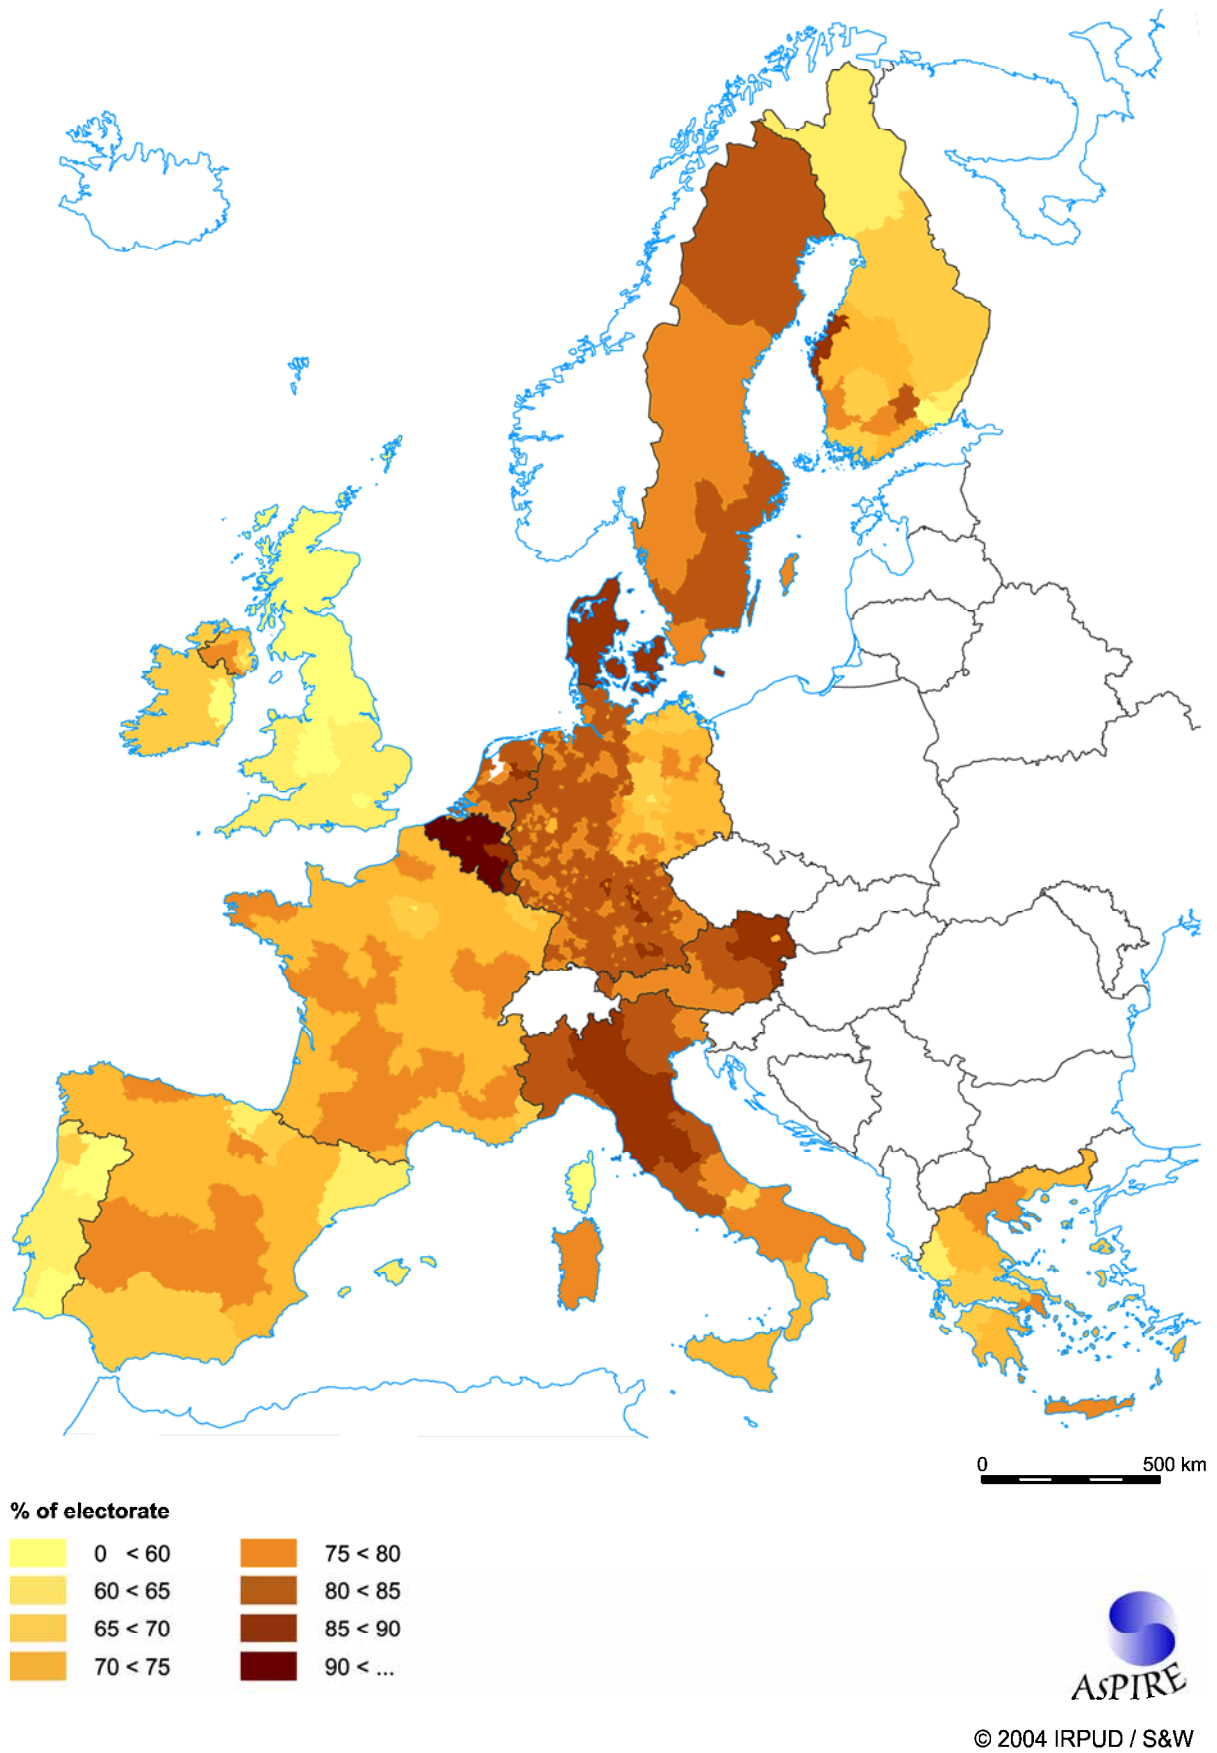 0 500 km
% of electorate
0 < 60 75 < 80
60 < 65 80 < 85
65 < 70 85 < 90
70 < 75 90 < ...
AsPIRE
© 2004 IRPUD / S&W